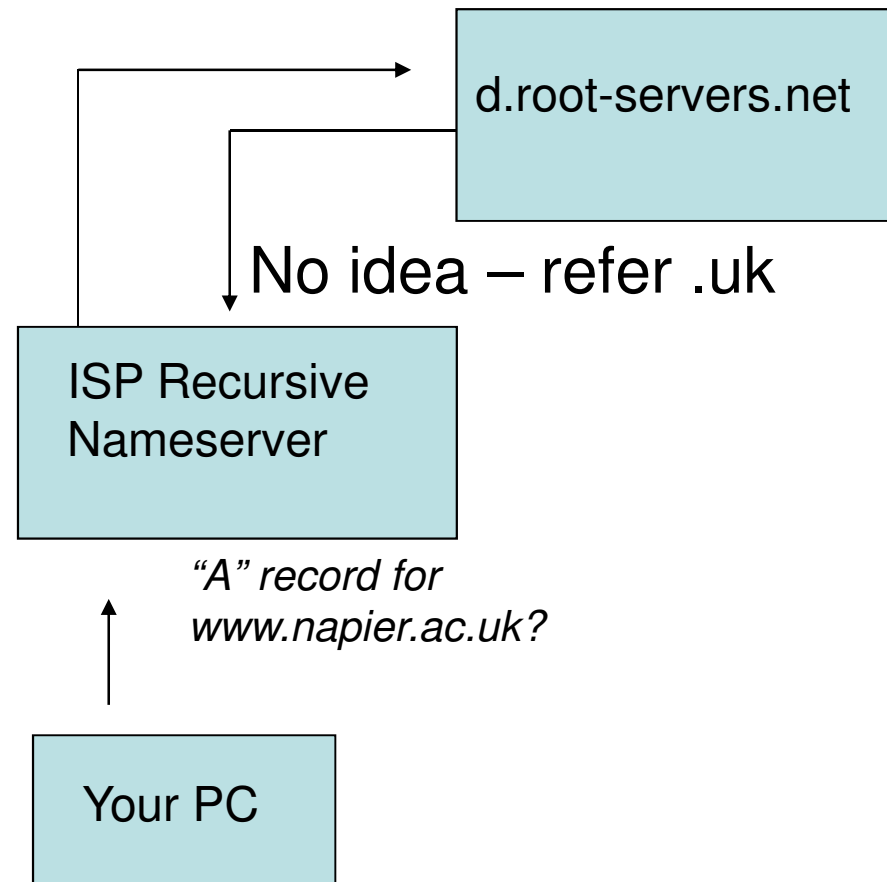 d.root-servers.net
No idea – refer .uk
ISP Recursive
Nameserver
“A” record for
www.napier.ac.uk?
Your PC